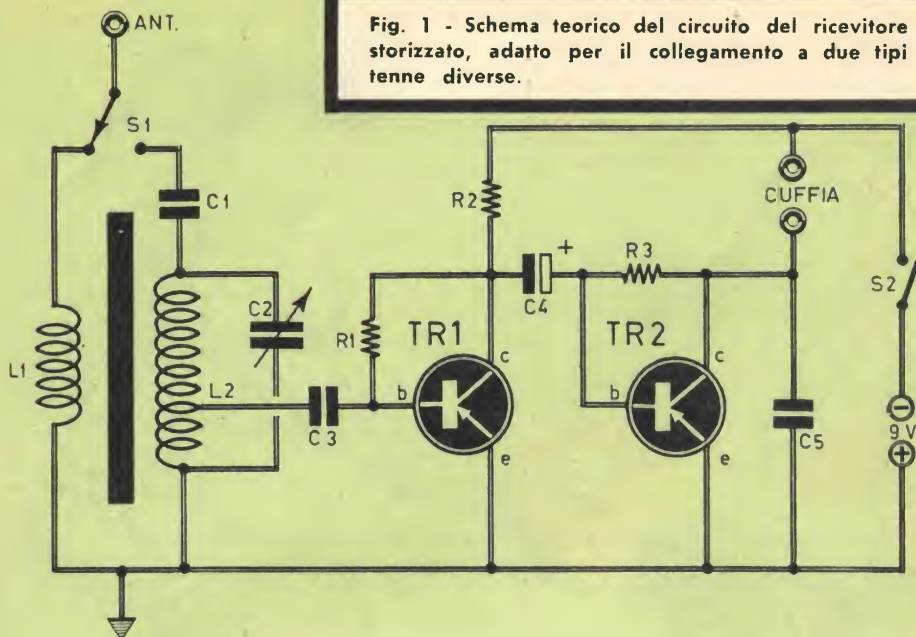 Fig. 1 - Schema teorico del circuito del ricevitore
storizzato, adatto per il collegamento a due tipi
tenne diverse.
ANT.
S1
C1
R2
CUFFIA
C2
+
R3
S2
C4
L1
R1
TR1
TR2
c
c
L2
b
b
C3
C5
9V
e
e